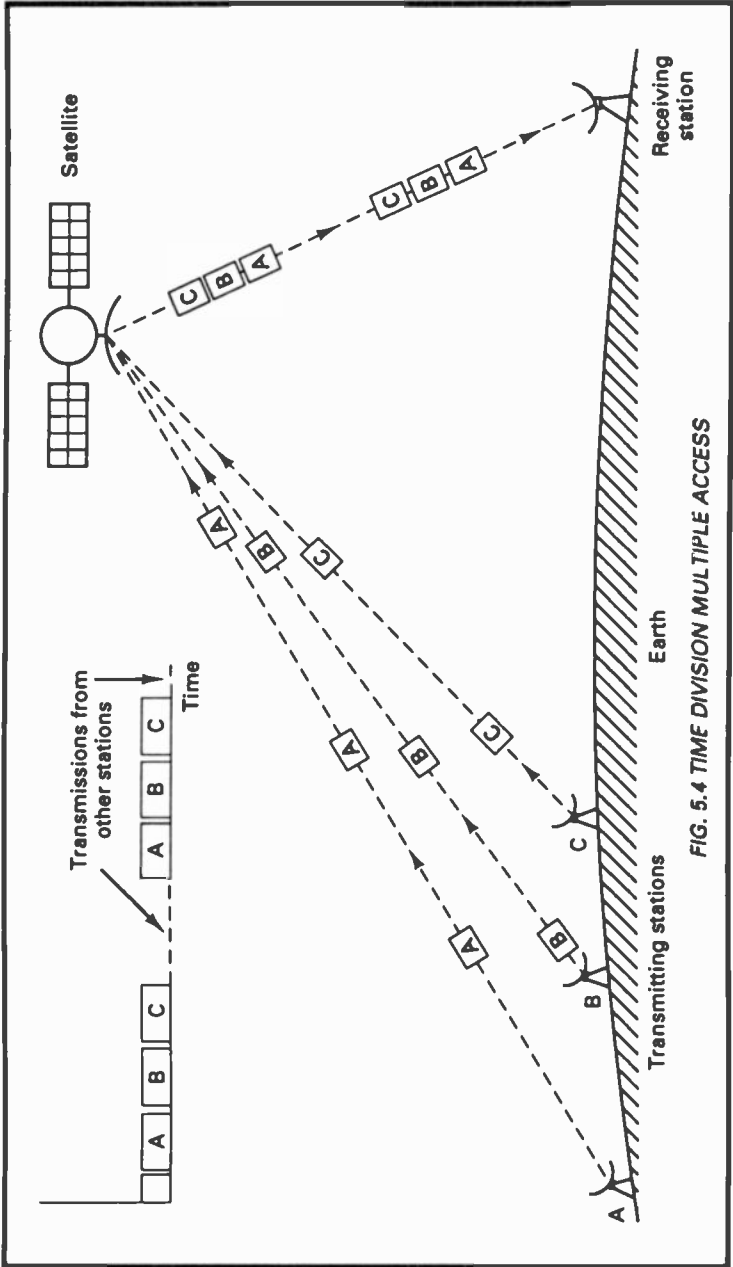 Satellite
Transmissions from
other stations
A
B
C
A
B
C
Time
A
B
C
C
B
A
A
B
C
C
B
A
A
B
C
A
B
C
Transmitting stations
Earth
Receiving
station
FIG. 5.4 TIME DIVISION MULTIPLE ACCESS